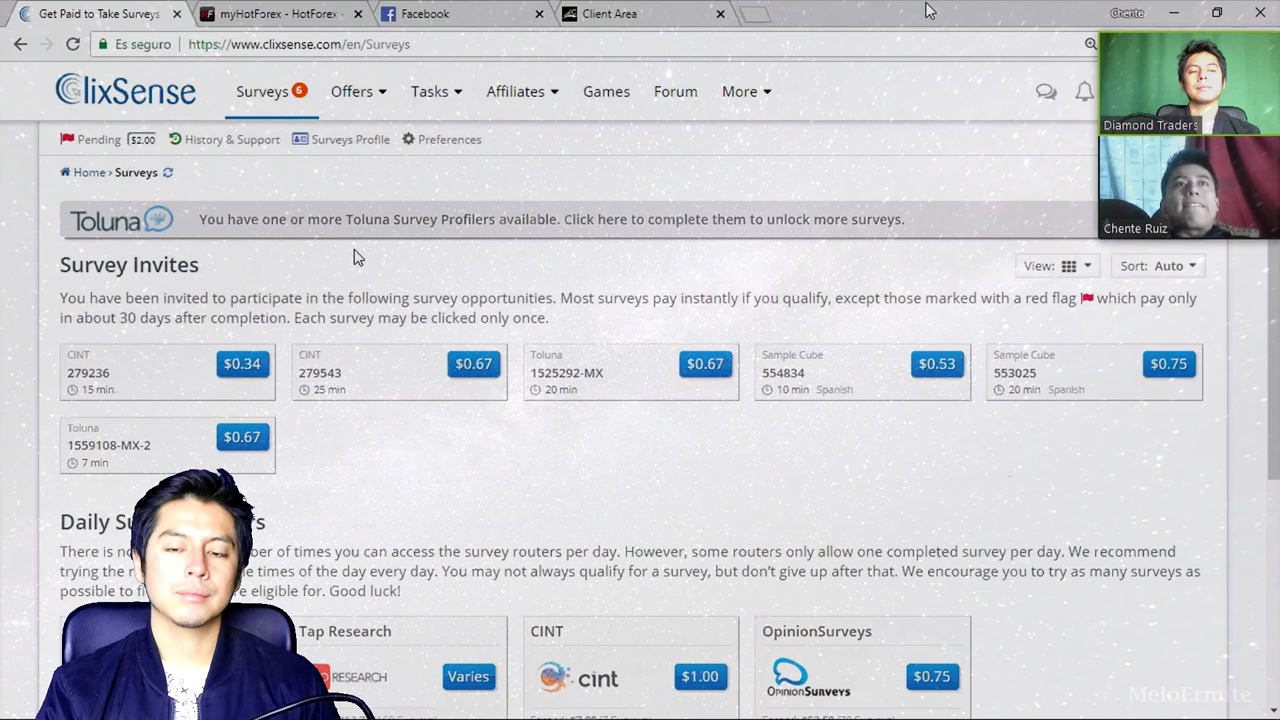 Get Paid to Take Surveys
myHotForex - HotForex
Facebook
Client Area
Chente
Es seguro
https://www.clixsense.com/en/Surveys
ClixSense
Surveys 6
Offers
Tasks
Affiliates
Games
Forum
More
Diamond Traders
Chente Ruiz
Pending $2.00
History & Support
Surveys Profile
Preferences
Home › Surveys
Toluna
You have one or more Toluna Survey Profilers available. Click here to complete them to unlock more surveys.
Survey Invites
View:
Sort: Auto
You have been invited to participate in the following survey opportunities. Most surveys pay instantly if you qualify, except those marked with a red flag which pay only
in about 30 days after completion. Each survey may be clicked only once.
CINT
279236
15 min
$0.34
CINT
279543
25 min
$0.67
Toluna
1525292-MX
20 min
$0.67
Sample Cube
554834
10 min Spanish
$0.53
Sample Cube
553025
20 min Spanish
$0.75
Toluna
1559108-MX-2
7 min
$0.67
Daily Su
There is no ber of times you can access the survey routers per day. However, some routers only allow one completed survey per day. We recommend
trying the r e times of the day every day. You may not always qualify for a survey, but don't give up after that. We encourage you to try as many surveys as
possible to fi re eligible for. Good luck!
Tap Research
RESEARCH
Varies
CINT
cint
$1.00
OpinionSurveys
OPINIONSURVEYS
$0.75
MeloErmite